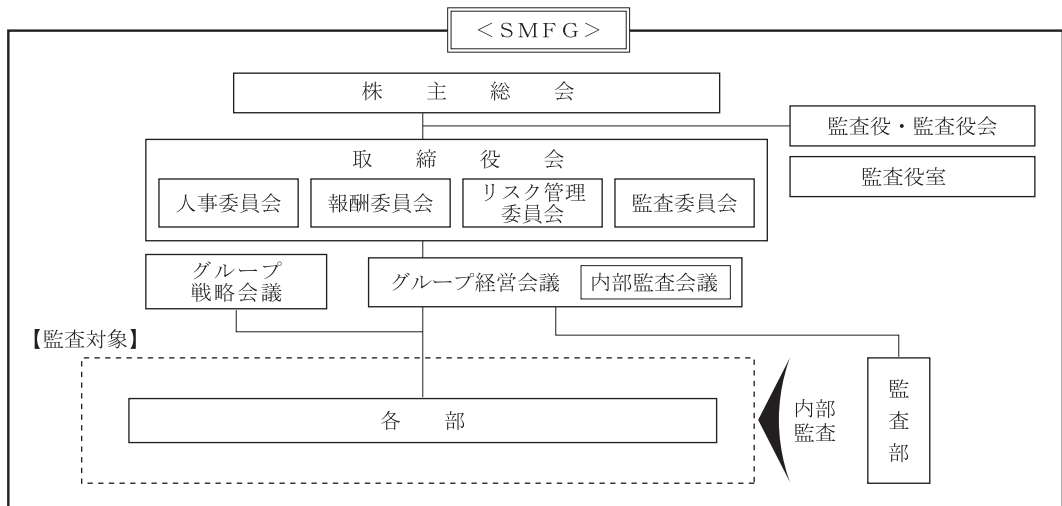 ＜SMFG＞
株主総会
監査役・監査役会
監査役室
取締役会
人事委員会
報酬委員会
リスク管理
委員会
監査委員会
グループ
戦略会議
グループ経営会議
内部監査会議
【監査対象】
各部
内部
監査
監査部